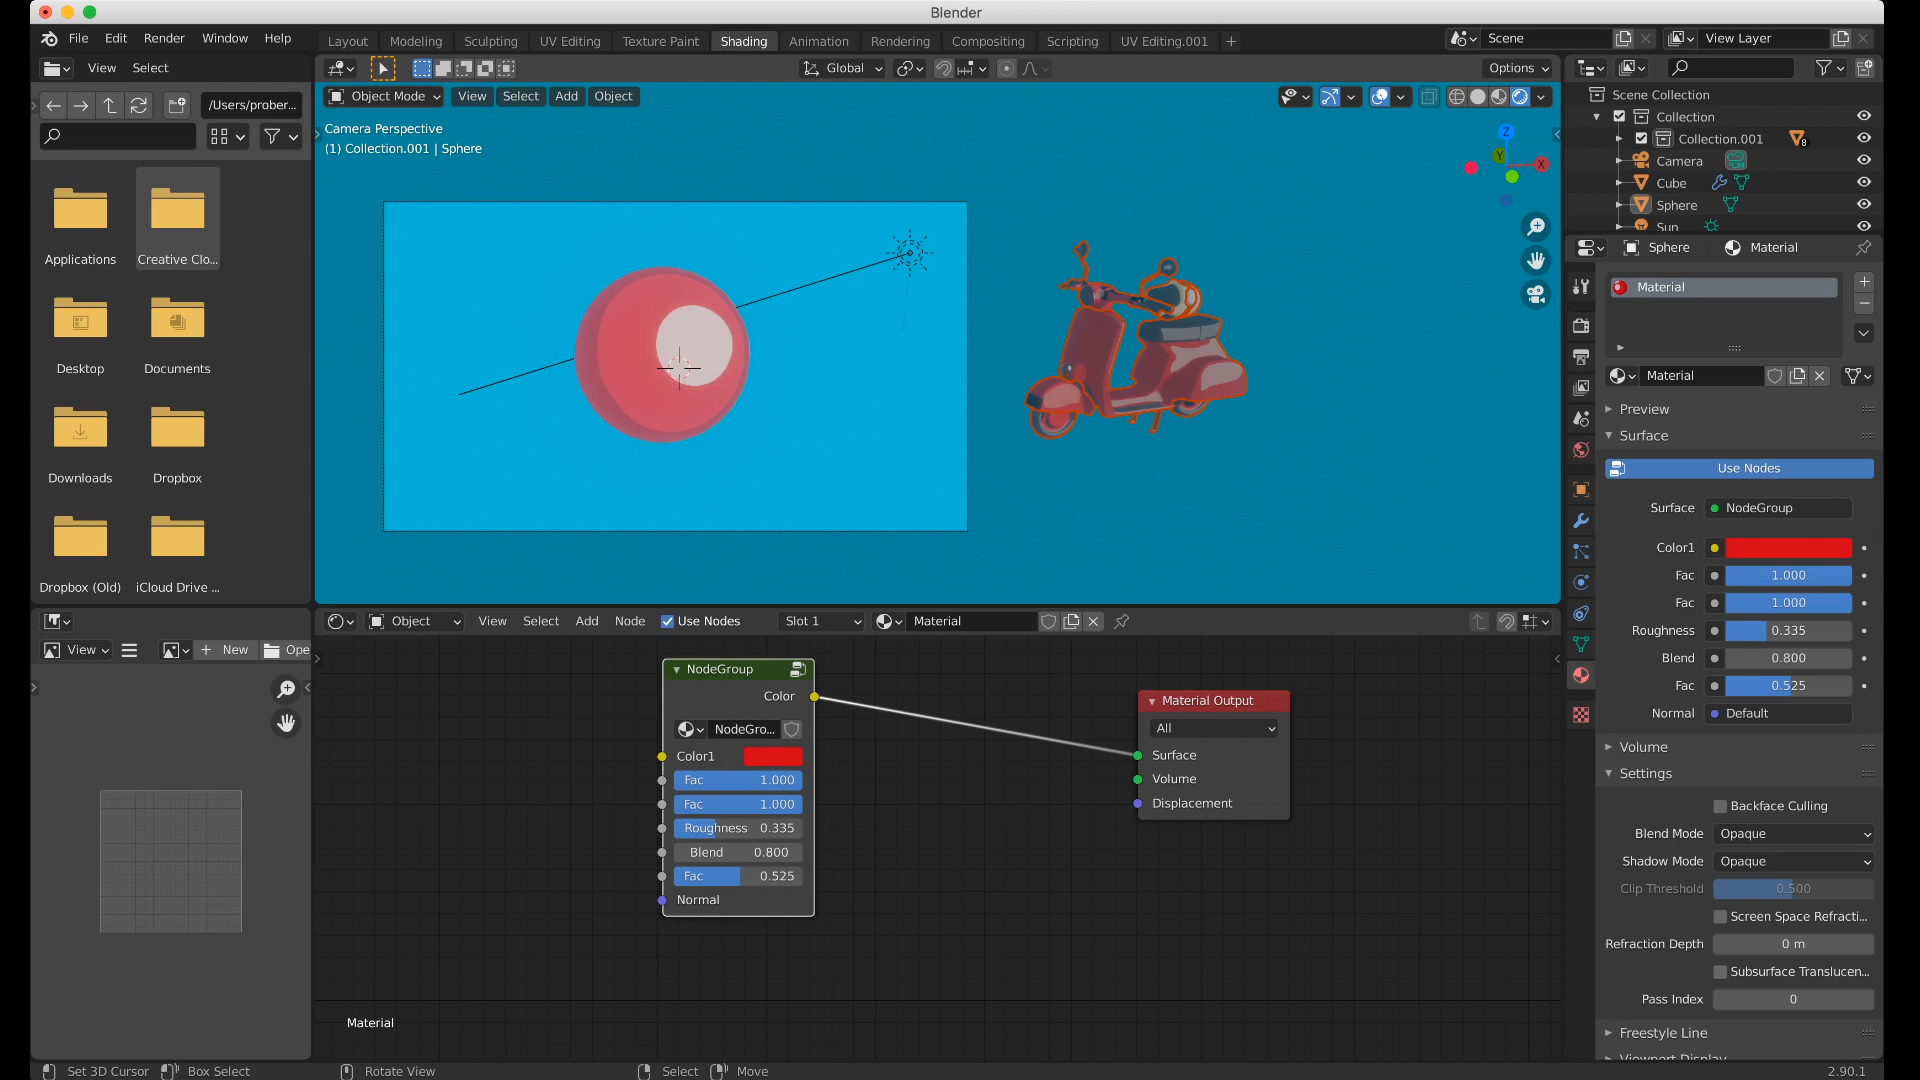 Blender
File Edit Render Window Help
Layout Modeling Sculpting UV Editing Texture Paint Shading Animation Rendering Compositing Scripting UV Editing.001 +
Scene
View Layer
View Select
Global
Options
/Users/prober...
Object Mode View Select Add Object
Camera Perspective
(1) Collection.001 | Sphere
Z
Y
X
Scene Collection
Collection
Collection.001
8
Camera
Cube
Sphere
Sun
Applications
Creative Clo...
Desktop
Documents
Downloads
Dropbox
Dropbox (Old)
iCloud Drive ...
Sphere Material
Material
Material
Preview
Surface
Use Nodes
Surface NodeGroup
Color1
Fac 1.000
Fac 1.000
Roughness 0.335
Blend 0.800
Fac 0.525
Normal Default
Volume
Settings
Backface Culling
Blend Mode Opaque
Shadow Mode Opaque
Clip Threshold 0.500
Screen Space Refracti...
Refraction Depth 0 m
Subsurface Translucen...
Pass Index 0
Freestyle Line
Viewport Display
View New Ope
Object View Select Add Node Use Nodes Slot 1 Material
NodeGroup
Color
NodeGro...
Color1
Fac 1.000
Fac 1.000
Roughness 0.335
Blend 0.800
Fac 0.525
Normal
Material Output
All
Surface
Volume
Displacement
Material
Set 3D Cursor Box Select Rotate View Select Move 2.90.1